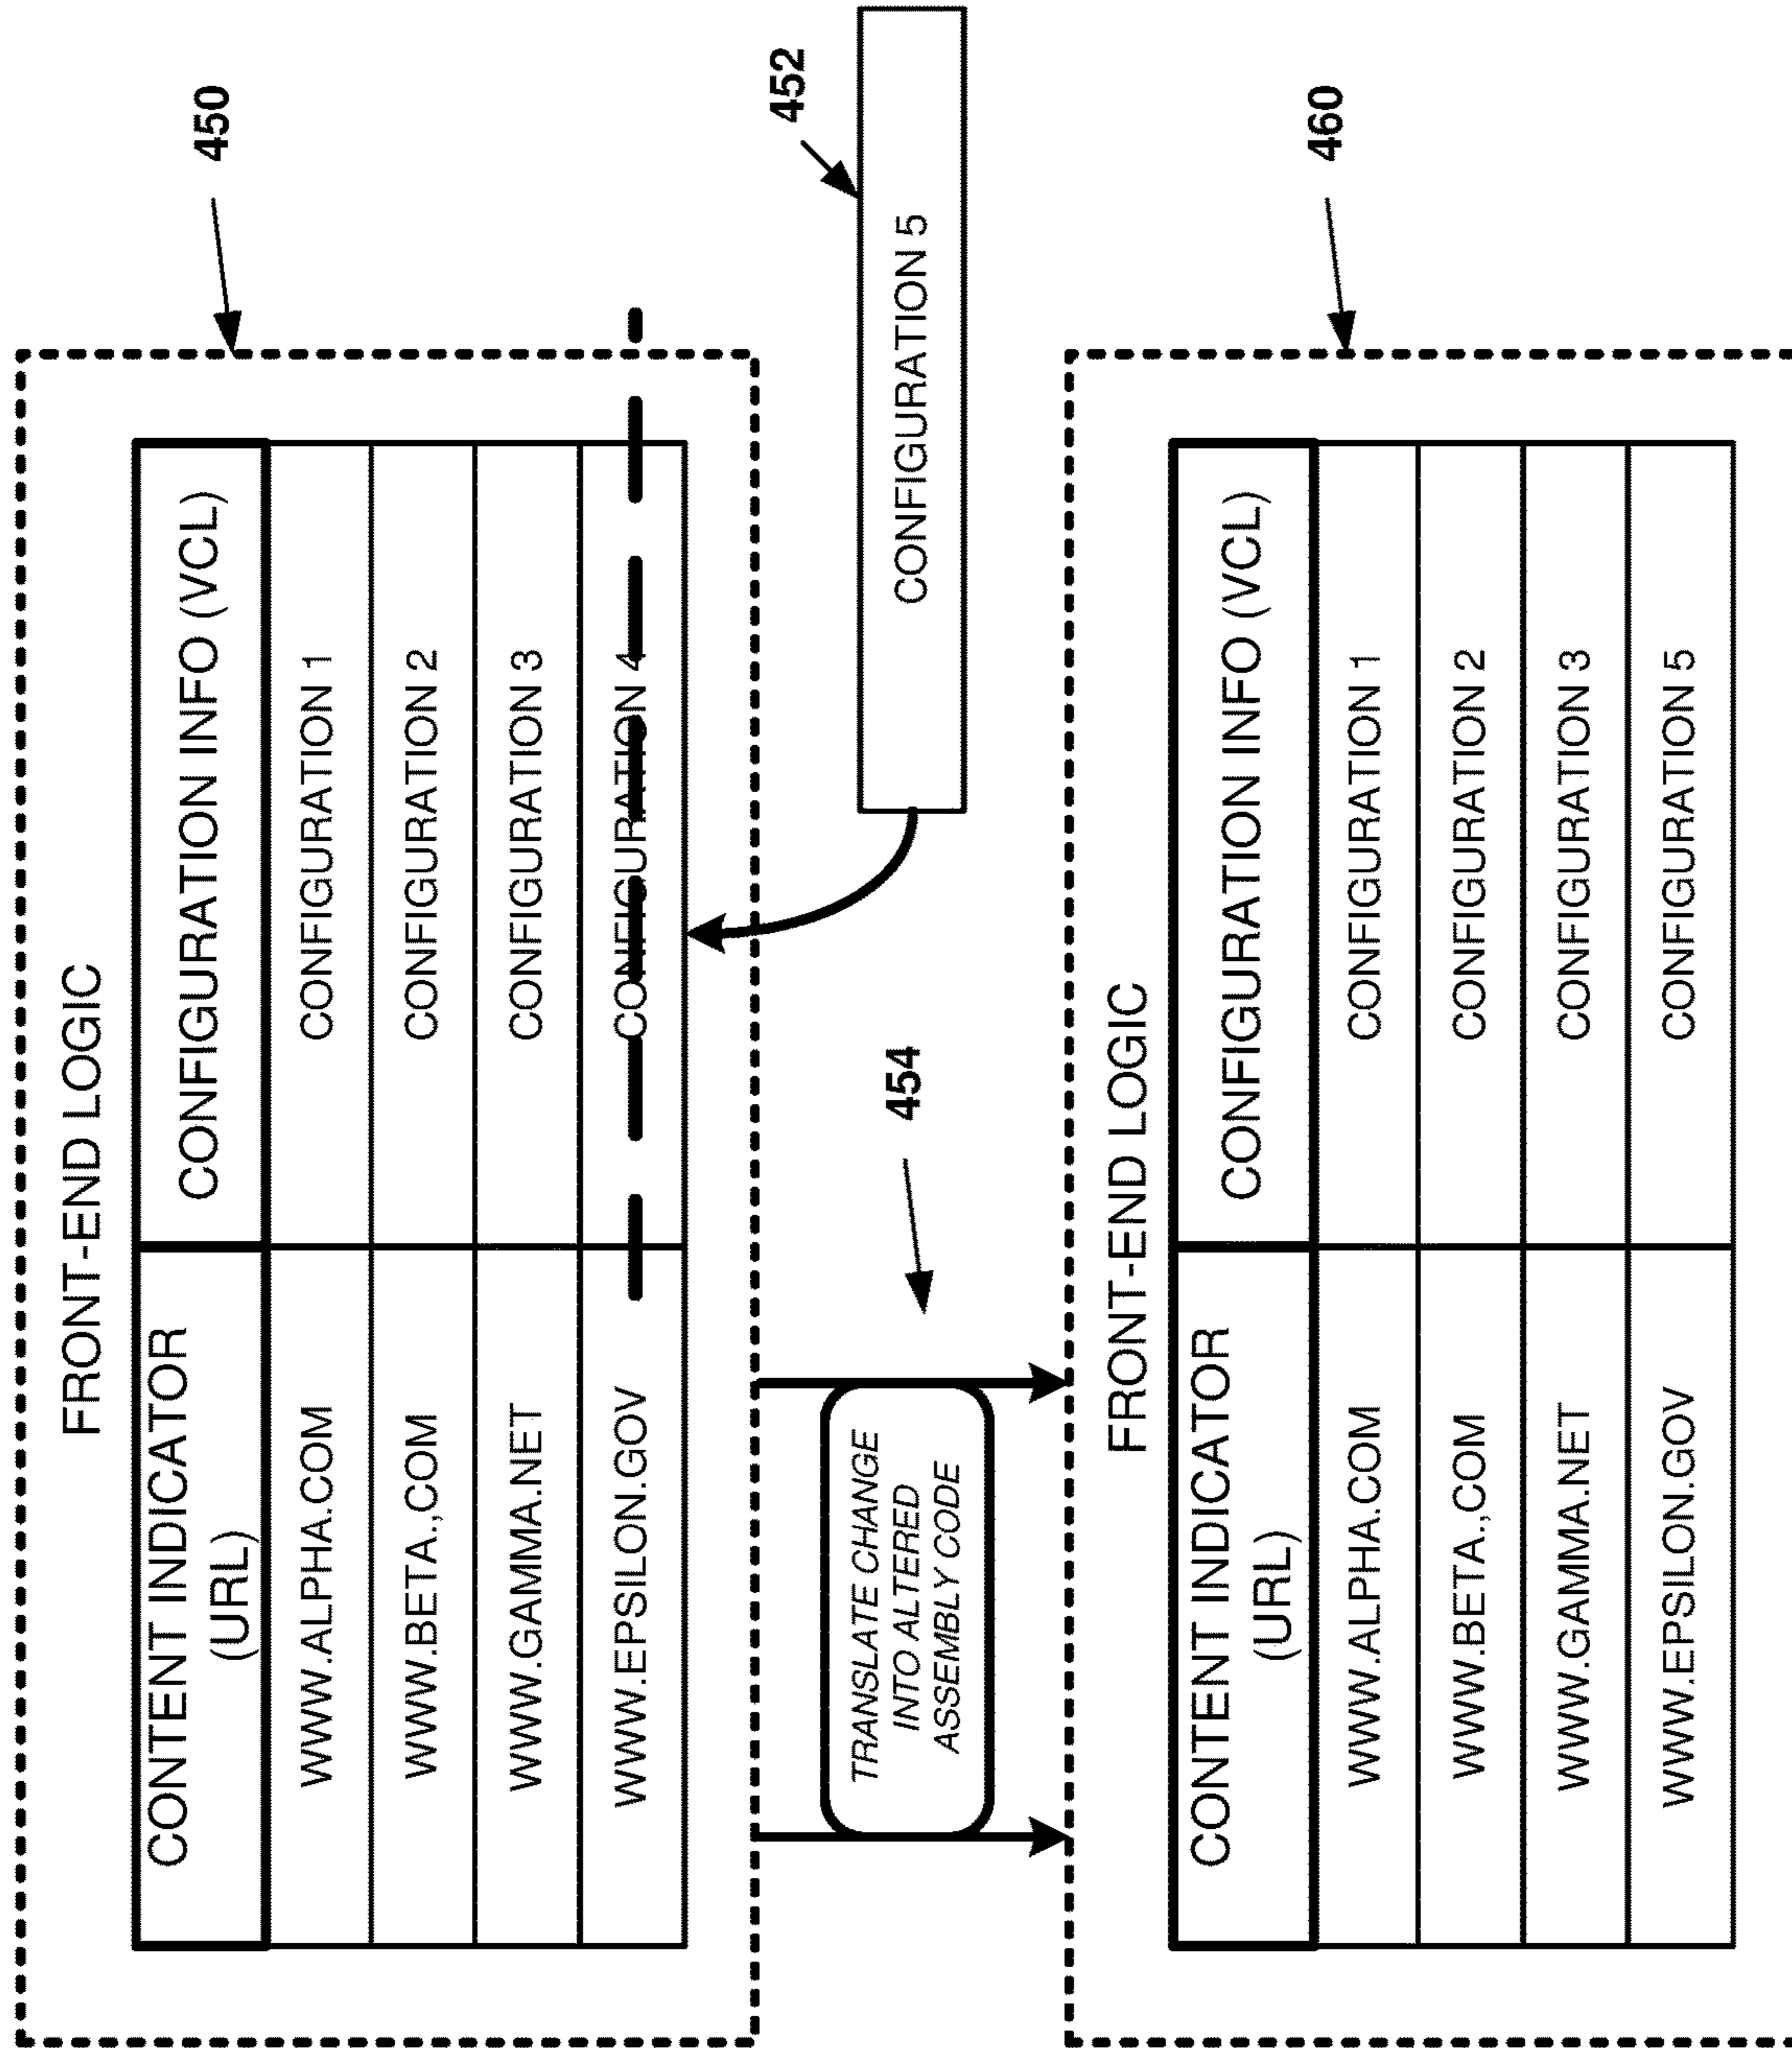 FRONT-END LOGIC
450
CONTENT INDICATOR
(URL)
CONFIGURATION INFO (VCL)
WWW.ALPHA.COM
CONFIGURATION 1
WWW.BETA.,COM
CONFIGURATION 2
WWW.GAMMA.NET
CONFIGURATION 3
WWW.EPSILON.GOV
CONFIGURATION 4
452
CONFIGURATION 5
454
TRANSLATE CHANGE
INTO ALTERED
ASSEMBLY CODE
FRONT-END LOGIC
460
CONTENT INDICATOR
(URL)
CONFIGURATION INFO (VCL)
WWW.ALPHA.COM
CONFIGURATION 1
WWW.BETA.,COM
CONFIGURATION 2
WWW.GAMMA.NET
CONFIGURATION 3
WWW.EPSILON.GOV
CONFIGURATION 5